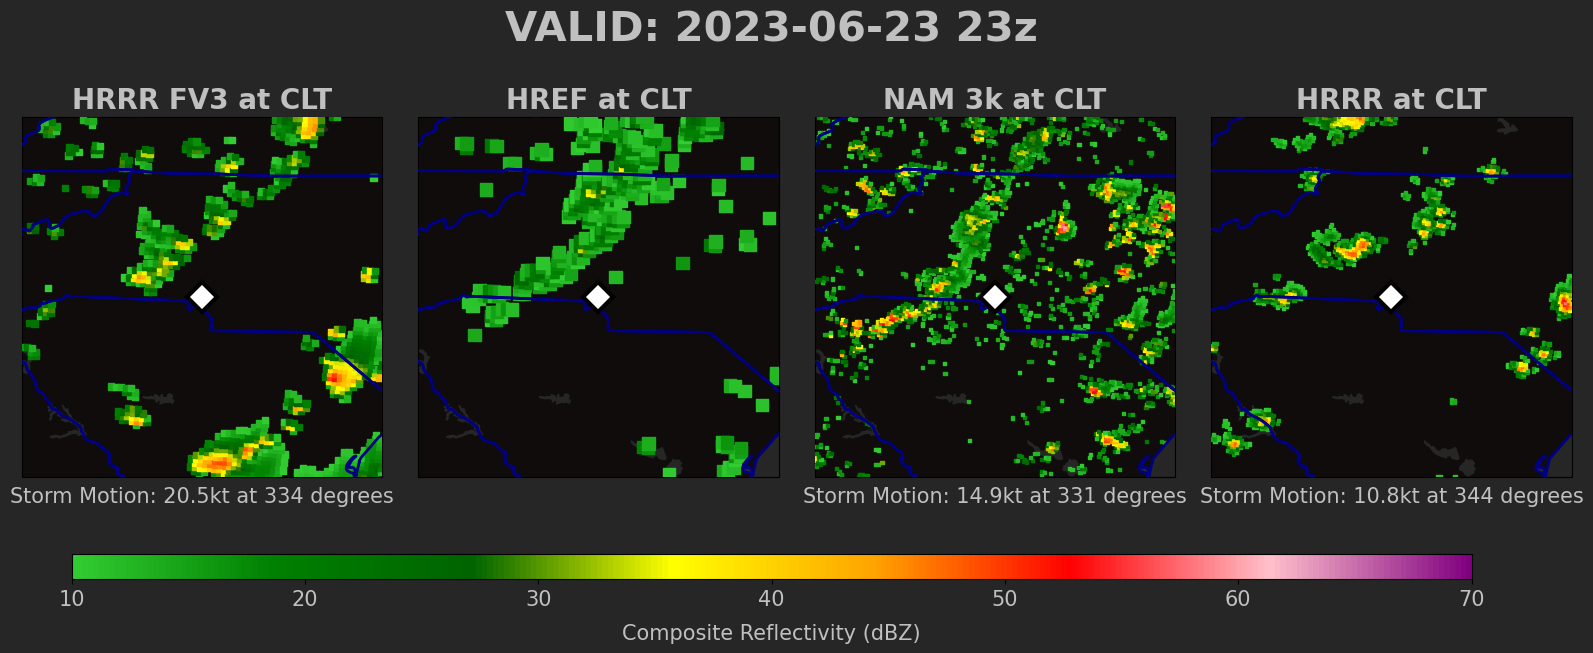 VALID: 2023-06-23 23z
HRRR FV3 at CLT
HREF at CLT
NAM 3k at CLT
HRRR at CLT
Storm Motion: 20.5kt at 334 degrees
Storm Motion: 14.9kt at 331 degrees
Storm Motion: 10.8kt at 344 degrees
10 20 30 40 50 60 70
Composite Reflectivity (dBZ)